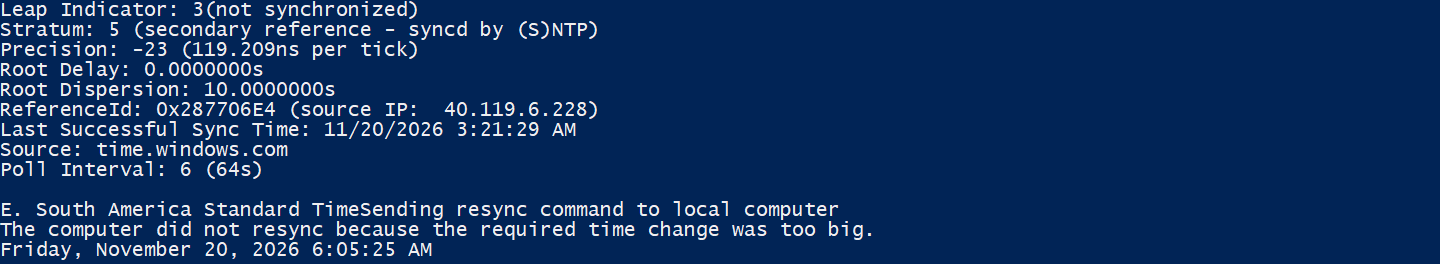 Leap Indicator: 3(not synchronized)
Stratum: 5 (secondary reference - syncd by (S)NTP)
Precision: -23 (119.209ns per tick)
Root Delay: 0.0000000s
Root Dispersion: 10.0000000s
ReferenceId: 0x287706E4 (source IP:  40.119.6.228)
Last Successful Sync Time: 11/20/2026 3:21:29 AM
Source: time.windows.com
Poll Interval: 6 (64s)
E. South America Standard TimeSending resync command to local computer
The computer did not resync because the required time change was too big.
Friday, November 20, 2026 6:05:25 AM